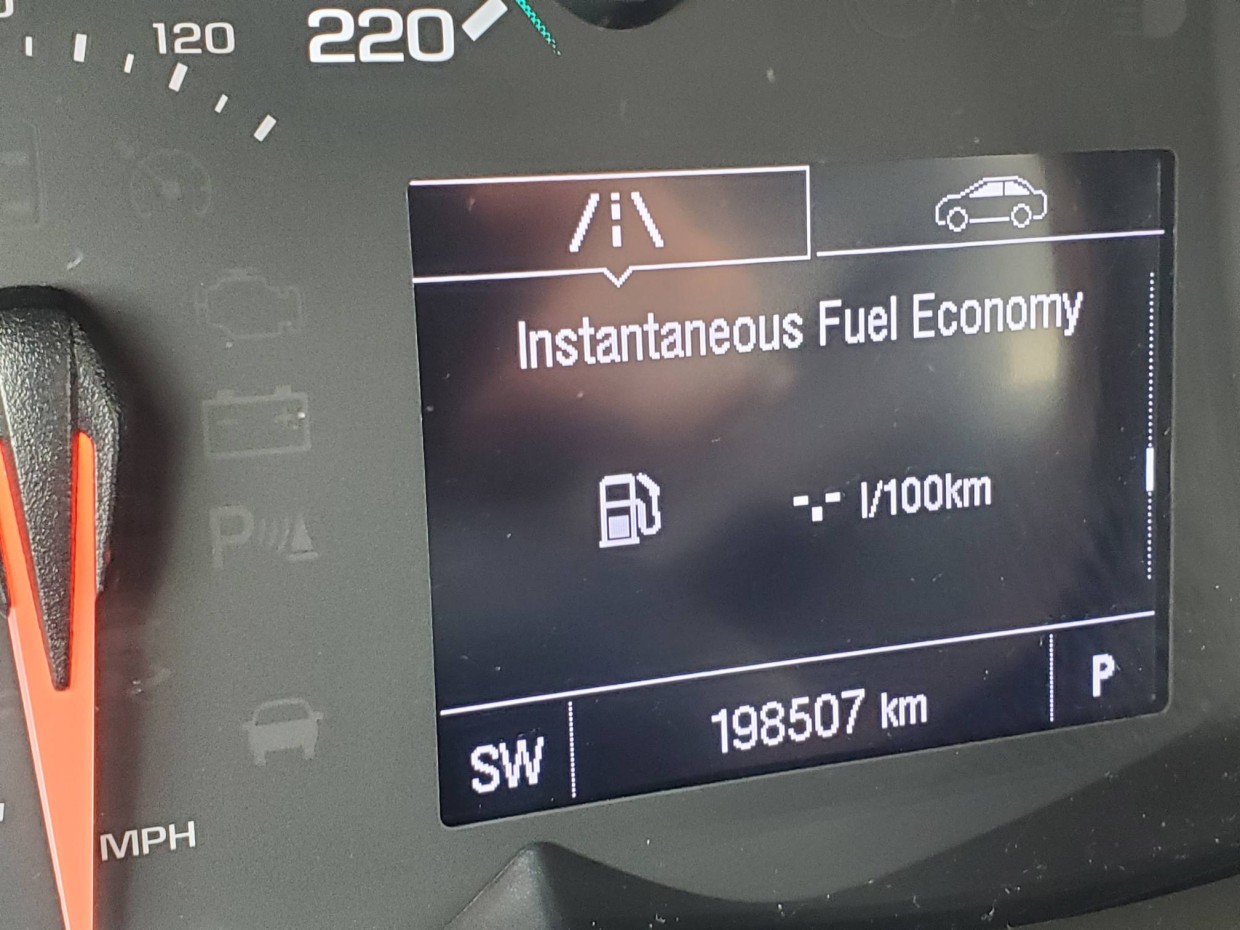 120
220
Instantaneous Fuel Economy
-.- l/100km
SW
198507 km
P
MPH
P